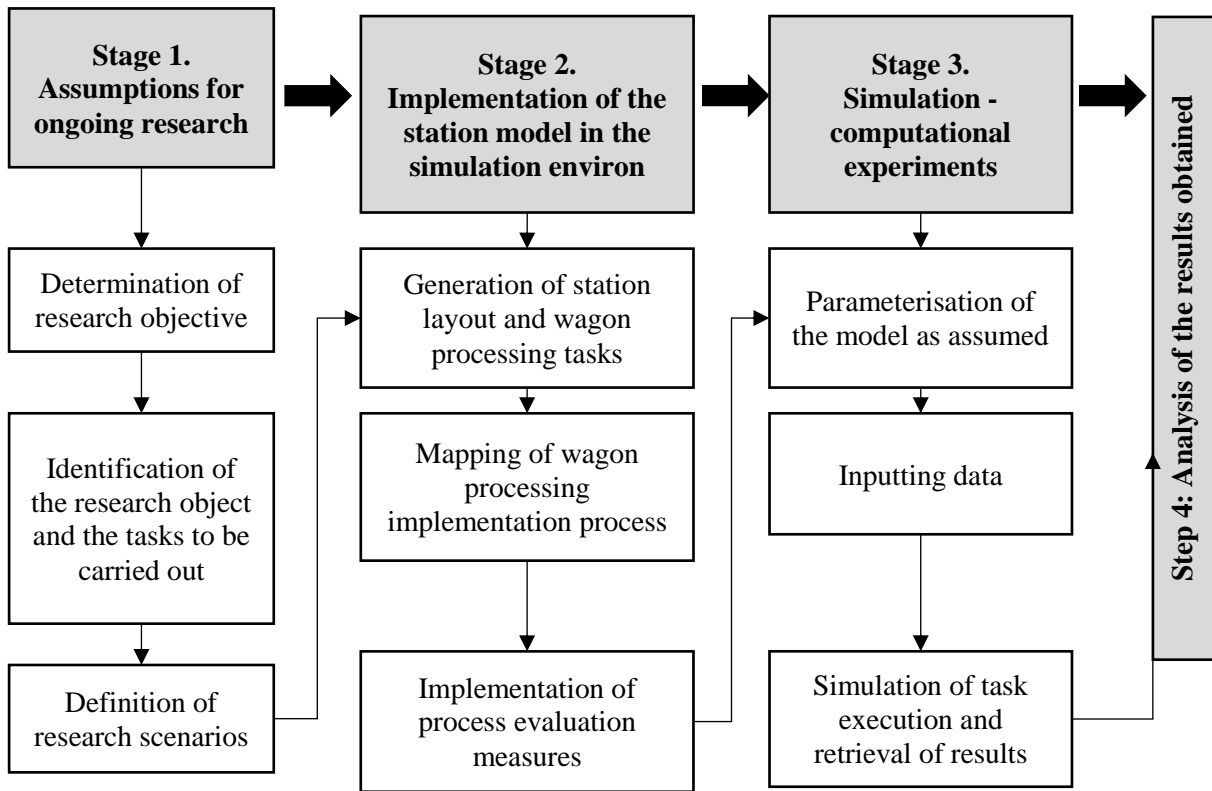 Stage 1.
Assumptions for
ongoing research
Determination of
research objective
Identification of
the research object
and the tasks to be
carried out
Definition of
research scenarios
Stage 2.
Implementation of the
station model in the
simulation environ
Generation of station
layout and wagon
processing tasks
Mapping of wagon
processing
implementation process
Implementation of
process evaluation
measures
Stage 3.
Simulation -
computational
experiments
Parameterisation of
the model as assumed
Inputting data
Simulation of task
execution and
retrieval of results
Step 4: Analysis of the results obtained